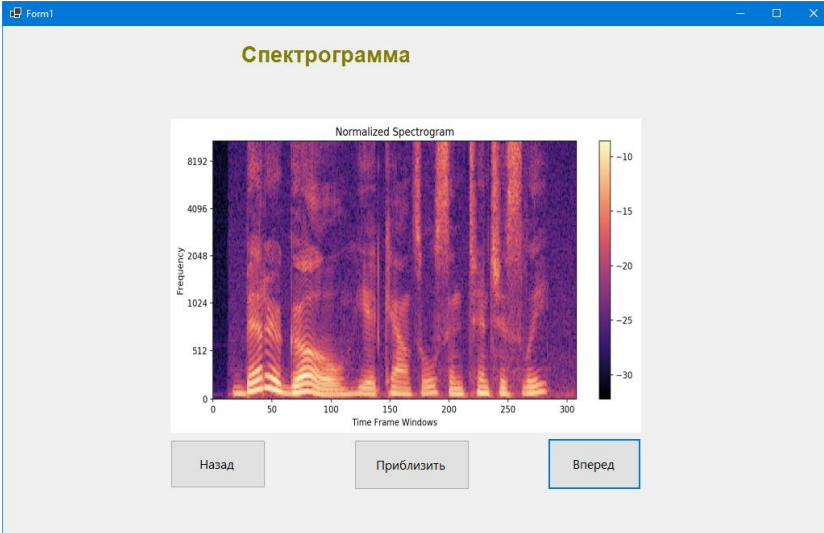 Form1
Спектрограмма
Normalized Spectrogram
8192
4096
2048
1024
512
0
Frequency
0 50 100 150 200 250 300
Time Frame Windows
−10
−15
−20
−25
−30
Назад Приблизить Вперед